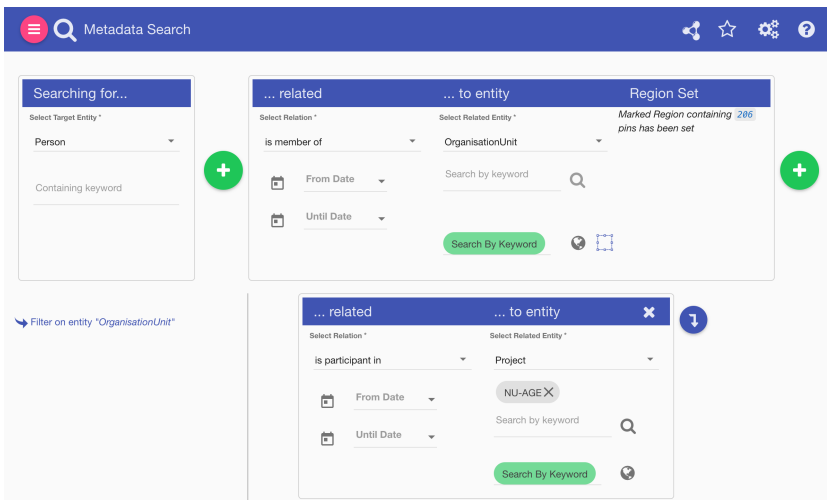 Metadata Search
Searching for...
Select Target Entity *
Person
Containing keyword
... related
... to entity
Region Set
Select Relation *
Select Related Entity *
Marked Region containing 206
pins has been set
is member of
OrganisationUnit
From Date
Search by keyword
Until Date
Search By Keyword
Filter on entity "OrganisationUnit"
... related
... to entity
Select Relation *
Select Related Entity *
is participant in
Project
NU-AGE
From Date
Search by keyword
Until Date
Search By Keyword